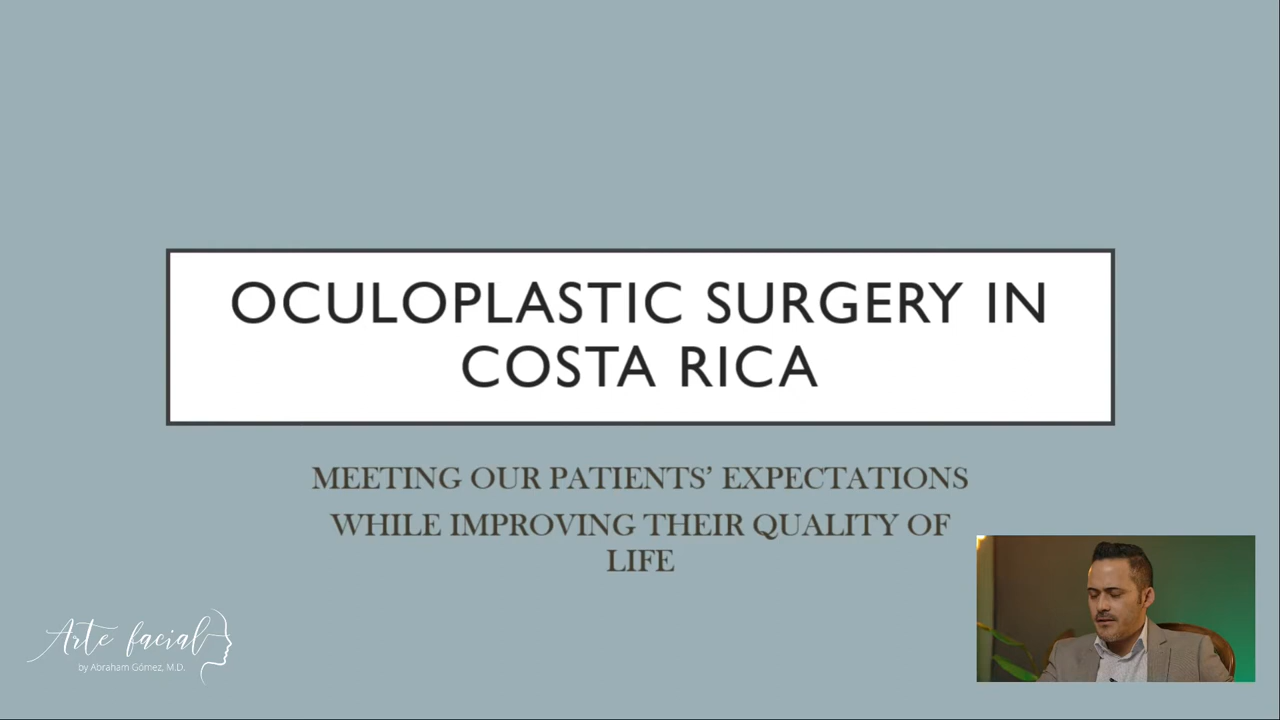 OCULOPLASTIC SURGERY IN
COSTA RICA
MEETING OUR PATIENTS’ EXPECTATIONS
WHILE IMPROVING THEIR QUALITY OF
LIFE
Arte facial
by Abraham Gómez, M.D.